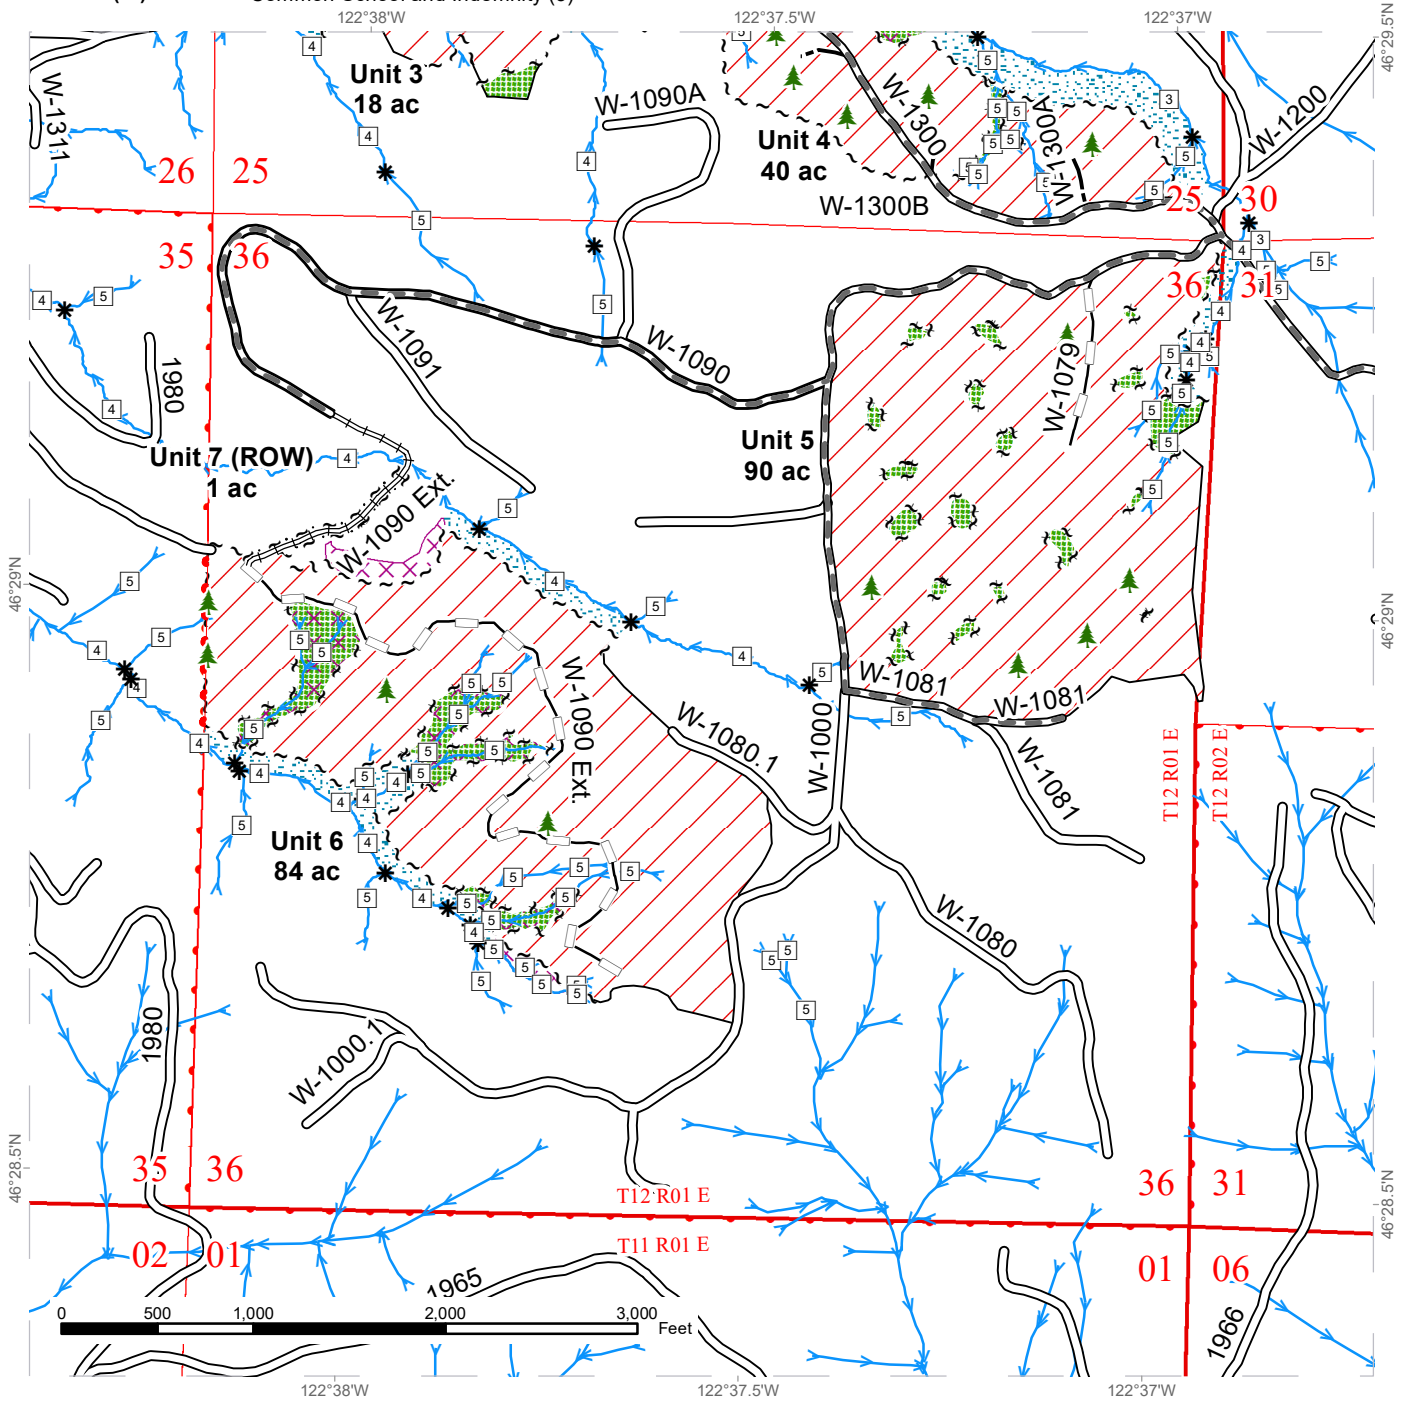 122°38'W
122°37.5'W
122°37'W
46°29.5'N
Unit 3
18 ac
W-1090A
W-1311
W-1300
W-1300A
W-1200
Unit 4
40 ac
W-1300B
26
25
25
30
35
36
36
31
W-1091
W-1090
W-1079
1980
Unit 7 (ROW)
1 ac
Unit 5
90 ac
W-1090 Ext.
46°29'N
46°29'N
W-1090 Ext.
W-1081
W-1081
W-1080.1
W-1000
W-1081
T12 R01 E
T12 R02 E
Unit 6
84 ac
W-1080
1980
W-1000.1
46°28.5'N
46°28.5'N
35
36
36
31
T12 R01 E
T11 R01 E
02
01
01
06
1965
1966
0
500
1,000
2,000
3,000
Feet
122°38'W
122°37.5'W
122°37'W